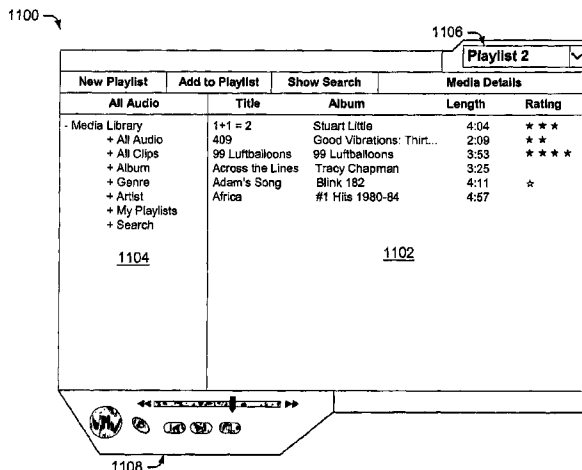 1100
1106
Playlist 2
New Playlist Add to Playlist Show Search Media Details
All Audio Title Album Length Rating
- Media Library 1+1 = 2 Stuart Little 4:04 ★ ★ ★
+ All Audio 409 Good Vibrations: Thirt... 2:09 ★ ★
+ All Clips 99 Luftballoons 99 Luftballoons 3:53 ★ ★ ★ ★
+ Album Across the Lines Tracy Chapman 3:25
+ Genre Adam's Song Blink 182 4:11 ☆
+ Artist Africa #1 Hits 1980-84 4:57
+ My Playlists
+ Search
1104 1102
1108